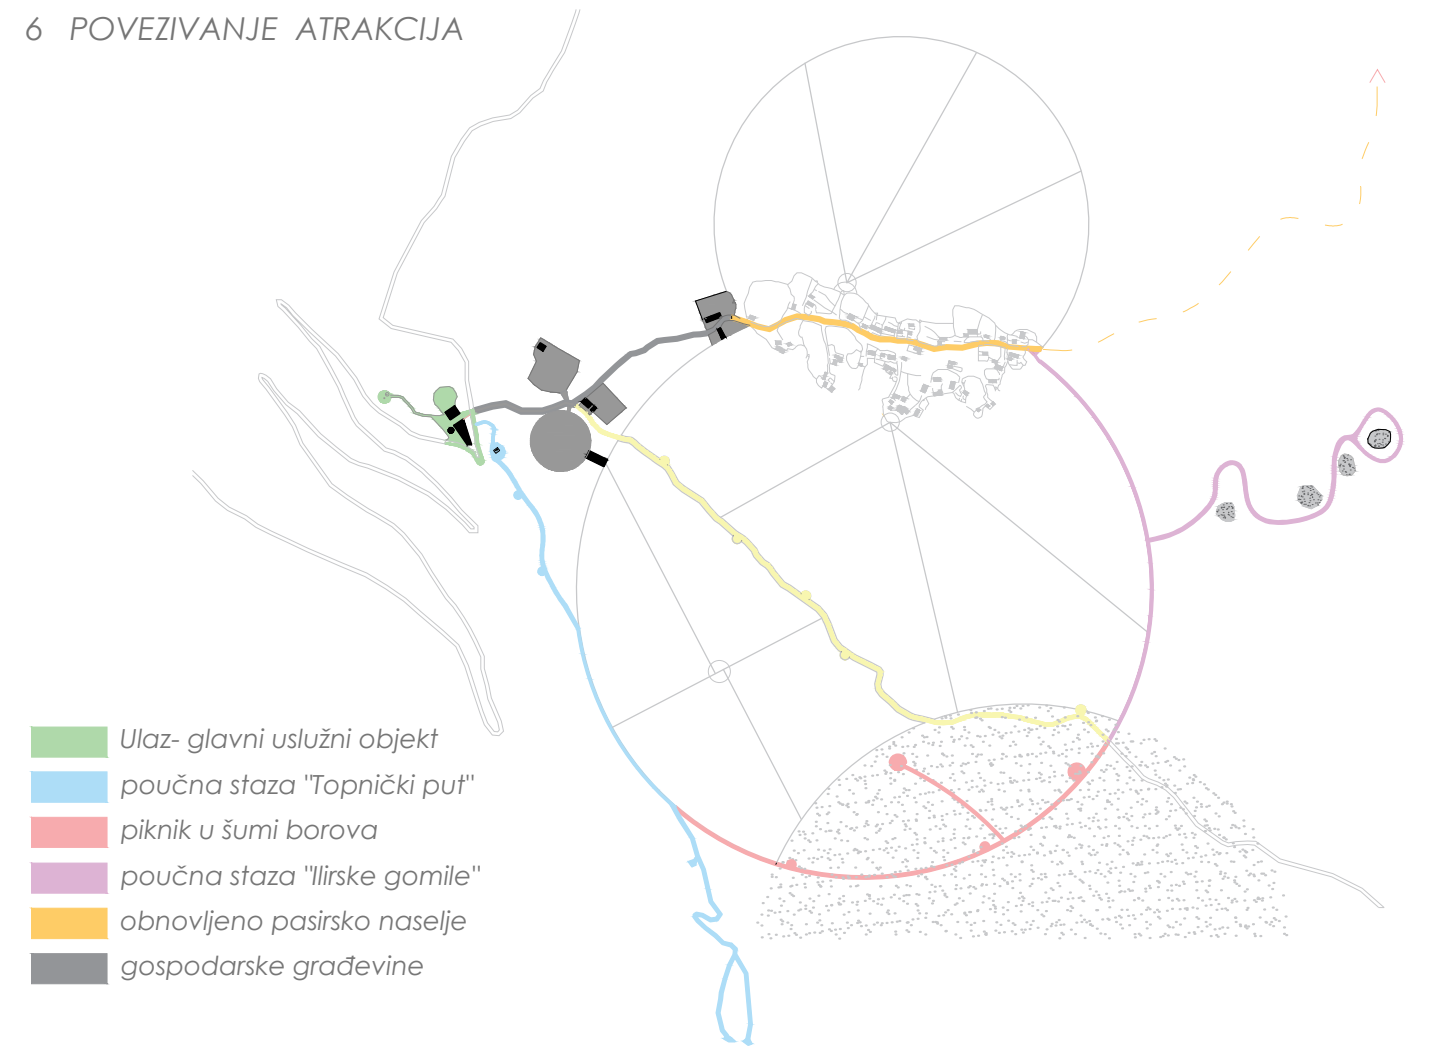 6 POVEZIVANJE ATRAKCIJA
Ulaz- glavni uslužni objekt
poučna staza "Topnički put"
piknik u šumi borova
poučna staza "Ilirske gomile"
obnovljeno pasirsko naselje
gospodarske građevine